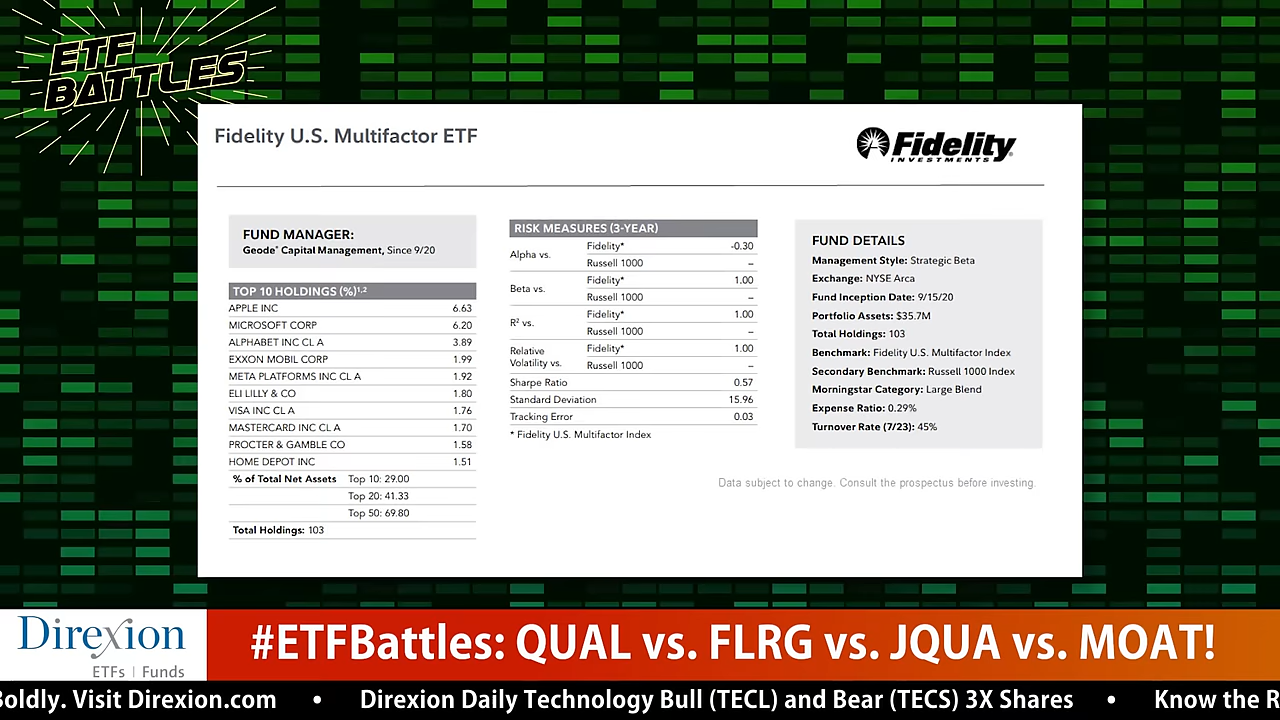 ETF
BATTLES
Fidelity U.S. Multifactor ETF
Fidelity
INVESTMENTS®
FUND MANAGER:
Geode® Capital Management, Since 9/20
TOP 10 HOLDINGS (%)1,2
APPLE INC 6.63
MICROSOFT CORP 6.20
ALPHABET INC CL A 3.89
EXXON MOBIL CORP 1.99
META PLATFORMS INC CL A 1.92
ELI LILLY & CO 1.80
VISA INC CL A 1.76
MASTERCARD INC CL A 1.70
PROCTER & GAMBLE CO 1.58
HOME DEPOT INC 1.51
% of Total Net Assets Top 10: 29.00
Top 20: 41.33
Top 50: 69.80
Total Holdings: 103
RISK MEASURES (3-YEAR)
Alpha vs. Fidelity* -0.30
Russell 1000 –
Beta vs. Fidelity* 1.00
Russell 1000 –
R² vs. Fidelity* 1.00
Russell 1000 –
Relative Volatility vs. Fidelity* 1.00
Russell 1000 –
Sharpe Ratio 0.57
Standard Deviation 15.96
Tracking Error 0.03
* Fidelity U.S. Multifactor Index
FUND DETAILS
Management Style: Strategic Beta
Exchange: NYSE Arca
Fund Inception Date: 9/15/20
Portfolio Assets: $35.7M
Total Holdings: 103
Benchmark: Fidelity U.S. Multifactor Index
Secondary Benchmark: Russell 1000 Index
Morningstar Category: Large Blend
Expense Ratio: 0.29%
Turnover Rate (7/23): 45%
Data subject to change. Consult the prospectus before investing.
Direxion
ETFs | Funds
#ETFBattles: QUAL vs. FLRG vs. JQUA vs. MOAT!
Boldly. Visit Direxion.com • Direxion Daily Technology Bull (TECL) and Bear (TECS) 3X Shares • Know the R